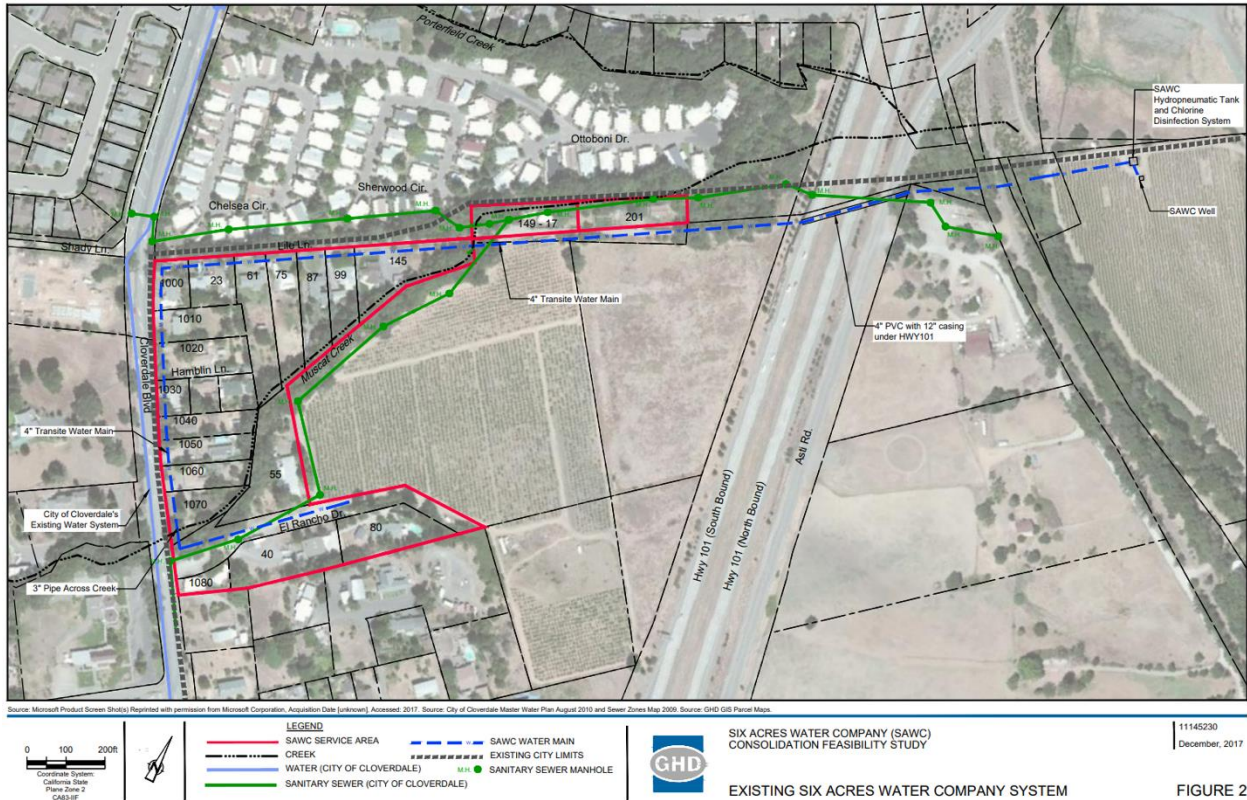 Porterfield Creek
SAWC
Hydropneumatic Tank
and Chlorine
Disinfection System
Ottoboni Dr.
Sherwood Cir.
M.H.
M.H.
M.H.
Chelsea Cir.
M.H.
M.H.
M.H.
M.H.
M.H.
SAWC Well
149 - 17
201
M.H.
Shady Ln.
Lile Ln.
M.H.
M.H.
1000
23
61
75
87
99
145
M.H.
4" Transite Water Main
1010
M.H.
4" PVC with 12" casing
under HWY101
1020
Muscat Creek
Hamblin Ln.
Cloverdale Blvd
1030
M.H.
1040
4" Transite Water Main
1050
Asti Rd.
1060
55
1070
M.H.
City of Cloverdale's
Existing Water System
El Rancho Dr.
80
M.H.
40
Hwy 101 (South Bound)
Hwy 101 (North Bound)
M.H.
1080
3" Pipe Across Creek
Source: Microsoft Product Screen Shot(s) Reprinted with permission from Microsoft Corporation, Acquisition Date [unknown]. Accessed: 2017. Source: City of Cloverdale Master Water Plan August 2010 and Sewer Zones Map 2009. Source: GHD GIS Parcel Maps.
0 100 200ft
Coordinate System:
California State
Plane Zone 2
CA83-IIF
N
LEGEND
SAWC SERVICE AREA
CREEK
WATER (CITY OF CLOVERDALE)
SANITARY SEWER (CITY OF CLOVERDALE)
W
SAWC WATER MAIN
EXISTING CITY LIMITS
M.H. SANITARY SEWER MANHOLE
GHD
SIX ACRES WATER COMPANY (SAWC)
CONSOLIDATION FEASIBILITY STUDY
EXISTING SIX ACRES WATER COMPANY SYSTEM
11145230
December, 2017
FIGURE 2